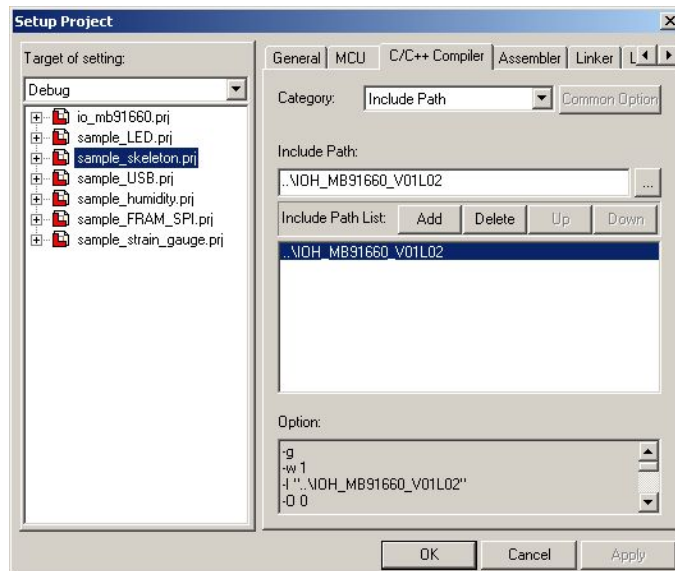 Setup Project
Target of setting:
Debug
io_mb91660.prj
sample_LED.prj
sample_skeleton.prj
sample_USB.prj
sample_humidity.prj
sample_FRAM_SPI.prj
sample_strain_gauge.prj
General MCU C/C++ Compiler Assembler Linker L
Category: Include Path Common Option
Include Path:
..\IOH_MB91660_V01L02 ...
Include Path List: Add Delete Up Down
..\IOH_MB91660_V01L02
Option:
-g
-w 1
-I "..\IOH_MB91660_V01L02"
-O 0
OK Cancel Apply